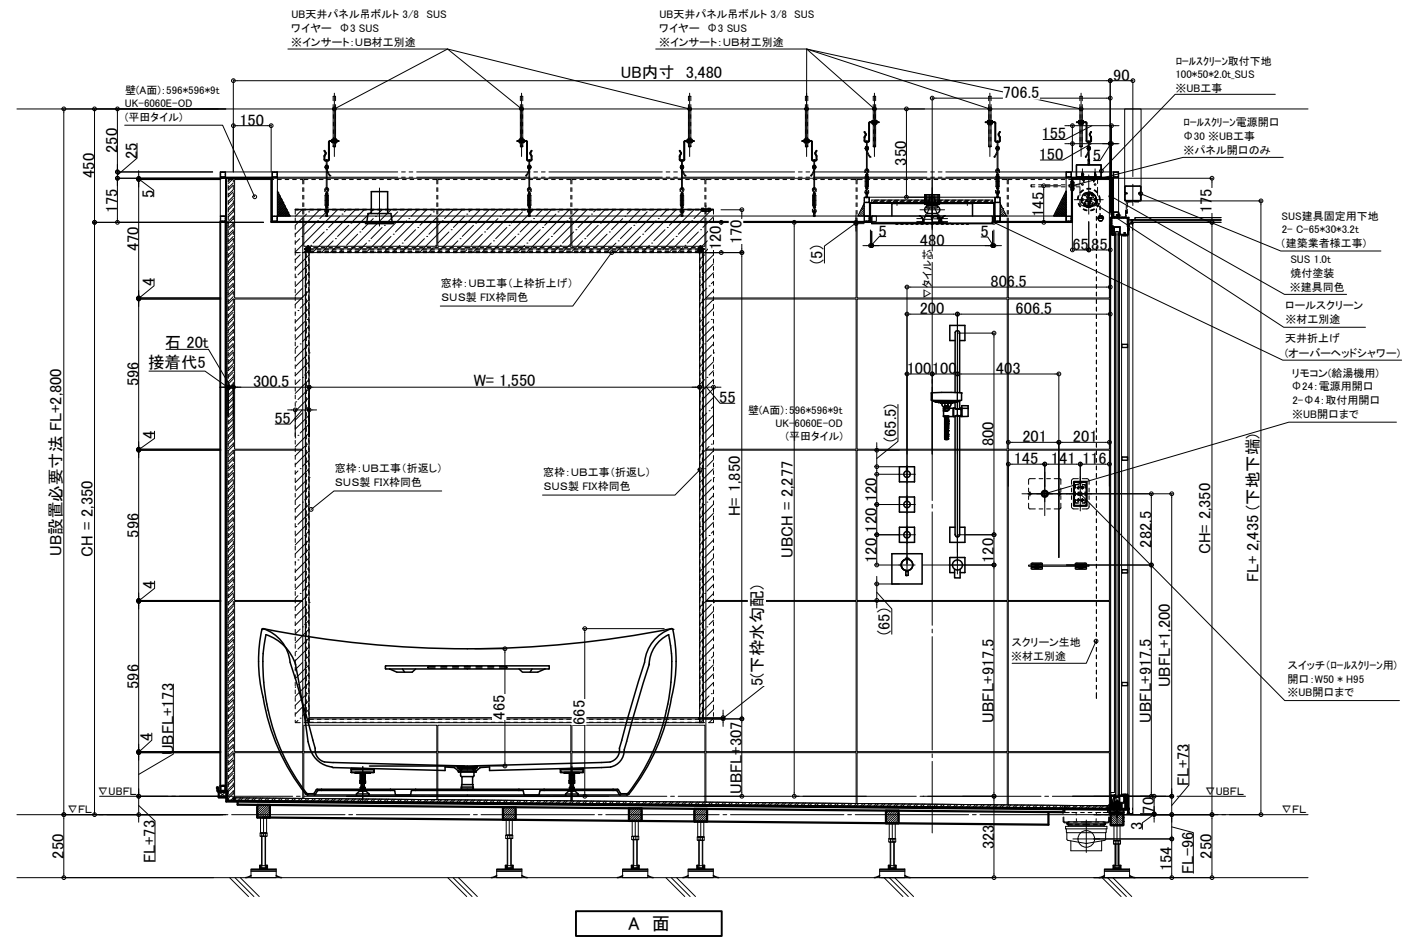 UB天井パネル吊ボルト 3/8 SUS
ワイヤー Φ3 SUS
※インサート:UB材工別途
UB天井パネル吊ボルト 3/8 SUS
ワイヤー Φ3 SUS
※インサート:UB材工別途
ロールスクリーン取付下地
100*50*2.0t_SUS
※UB工事
UB内寸 3,480
90
壁(A面):596*596*9t
UK-6060E-OD
(平田タイル)
706.5
ロールスクリーン電源開口
Φ30 ※UB工事
※パネル開口のみ
150
155
150
5
350
450
250
25
175
5
145
175
SUS建具固定用下地
2- C-65*30*3.2t
(建築業者様工事)
SUS 1.0t
焼付塗装
※建具同色
ロールスクリーン
※材工別途
天井折上げ
(オーバーヘッドシャワー)
リモコン(給湯機用)
Φ24:電源用開口
2-Φ4:取付用開口
※UB開口まで
470
120
170
(5)
5
480
5
65
85
▽タイル芯
窓枠:UB工事(上枠折上げ)
SUS製 FIX枠同色
806.5
200
606.5
4
石 20t
接着代5
596
300.5
W= 1,550
55
55
100
100
403
壁(A面):596*596*9t
UK-6060E-OD
(平田タイル)
(65.5)
800
201
201
145
141
116
4
UB設置必要寸法 FL+2,800
CH = 2,350
窓枠:UB工事(折返し)
SUS製 FIX枠同色
窓枠:UB工事(折返し)
SUS製 FIX枠同色
H= 1,850
UBCH = 2,277
120
120
120
120
282.5
CH= 2,350
FL+ 2,435 (下地下端)
596
4
(65)
596
5(下枠水勾配)
スクリーン生地
※材工別途
UBFL+917.5
UBFL+917.5
UBFL+1,200
スイッチ(ロールスクリーン用)
開口:W50 * H95
※UB開口まで
465
665
4
UBFL+173
UBFL+307
FL+73
▽UBFL
▽UBFL
▽FL
▽FL
70
3
FL+73
250
323
154
FL-96
250
A 面